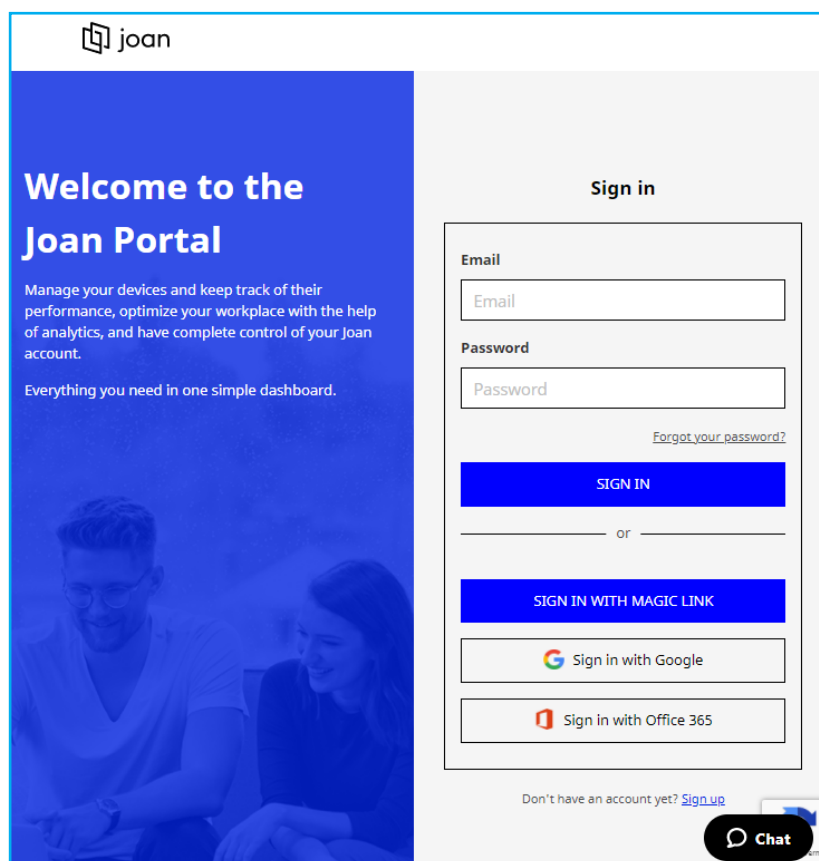 joan
Welcome to the
Joan Portal
Manage your devices and keep track of their
performance, optimize your workplace with the help
of analytics, and have complete control of your Joan
account.
Everything you need in one simple dashboard.
Sign in
Email
Email
Password
Password
Forgot your password?
SIGN IN
or
SIGN IN WITH MAGIC LINK
Sign in with Google
Sign in with Office 365
Don't have an account yet? Sign up
Chat